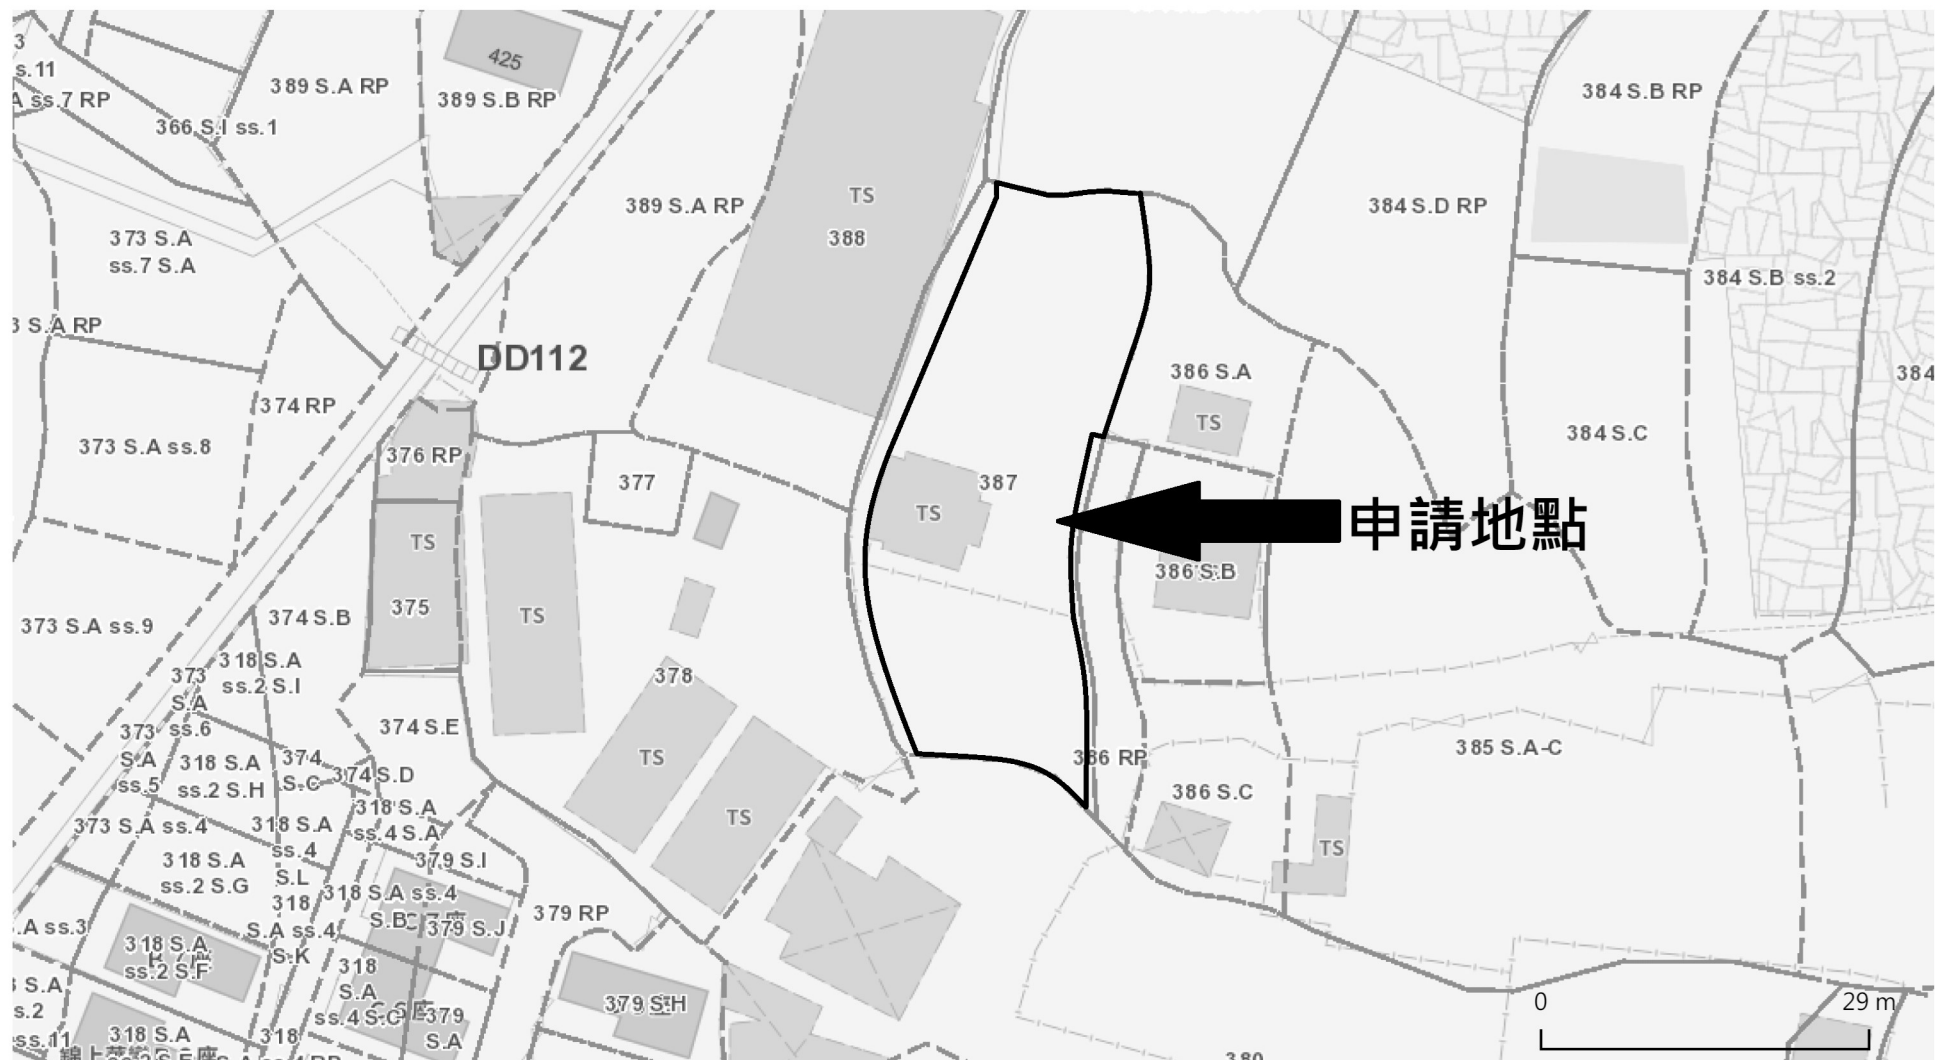 3
s.11
A ss.7 RP
366 S.I ss.1
389 S.A RP
425
389 S.B RP
384 S.B RP
373 S.A
ss.7 S.A
389 S.A RP
TS
388
384 S.D RP
384 S.B ss.2
3 S.A RP
DD112
374 RP
386 S.A
384
TS
373 S.A ss.8
376 RP
377
387
384 S.C
TS
申請地點
TS
375
TS
386 S.B
373 S.A ss.9
374 S.B
318 S.A
ss.2 S.I
373
S.A
ss.6
378
374 S.E
373
S.A
ss.5
318 S.A
ss.2 S.H
374
S.C
374 S.D
TS
386 RP
385 S.A-C
386 S.C
318 S.A
ss.4 S.A
373 S.A ss.4
318 S.A
ss.4
S.L
TS
TS
318 S.A
ss.2 S.G
379 S.I
318 S.A ss.4
S.B
379 S.J
318
S.A ss.4
S.K
379 RP
.A ss.3
318 S.A
ss.2 S.F
318
S.A
ss.4 S.C
379 S.H
379
S.A
3 S.A
s.2
ss.11
318 S.A
318
0
29 m
380